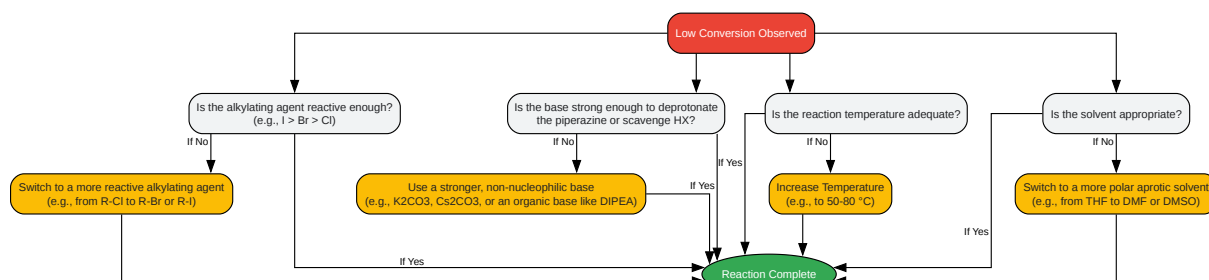 Low Conversion Observed
Is the alkylating agent reactive enough?
(e.g., I > Br > Cl)
Is the base strong enough to deprotonate
the piperazine or scavenge HX?
Is the reaction temperature adequate?
Is the solvent appropriate?
If No
If No
If No
If No
If Yes
Switch to a more reactive alkylating agent
(e.g., from R-Cl to R-Br or R-I)
Use a stronger, non-nucleophilic base
(e.g., K2CO3, Cs2CO3, or an organic base like DIPEA)
If Yes
Increase Temperature
(e.g., to 50-80 °C)
Switch to a more polar aprotic solvent
(e.g., from THF to DMF or DMSO)
If Yes
If Yes
Reaction Complete